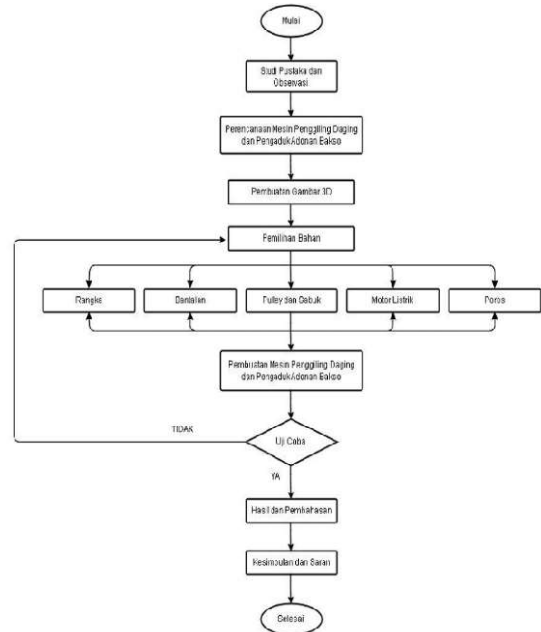 Mulai
Studi Pustaka dan
Observasi
Perencanaan Mesin Penggiling Daging
dan Pengaduk Adonan Bakso
Pembuatan Gambar 3D
Pemilihan Bahan
Rangka
Bantalan
Pulley dan Sabuk
Motor Listrik
Poros
Pembuatan Mesin Penggiling Daging
dan Pengaduk Adonan Bakso
Uji Coba
TIDAK
YA
Hasil dan Pembahasan
Kesimpulan dan Saran
Selesai